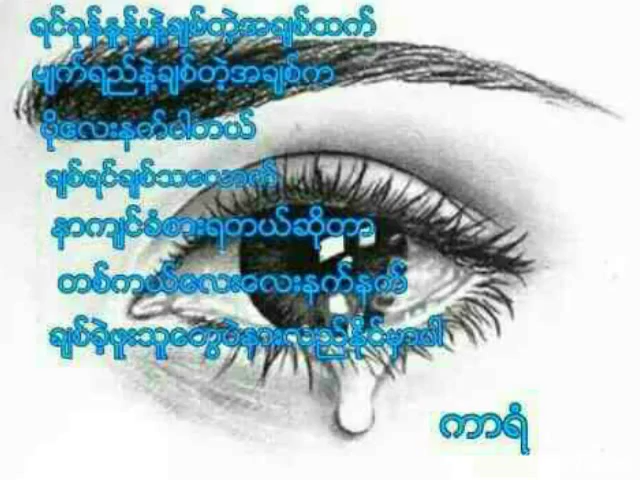 ရင်ခုန်နှုန်းနဲ့ချစ်တဲ့အချစ်ထက်
မျက်ရည်နဲ့ချစ်တဲ့အချစ်က
ပိုလေးနက်ပါတယ်
ချစ်ရင်ချစ်သလောက်
နာကျင်ခံစားရတယ်ဆိုတာ
တစ်ကယ်လေးလေးနက်နက်
ချစ်ခဲ့ဖူးသူတွေပဲနားလည်နိုင်မှာပါ
ကာရံ